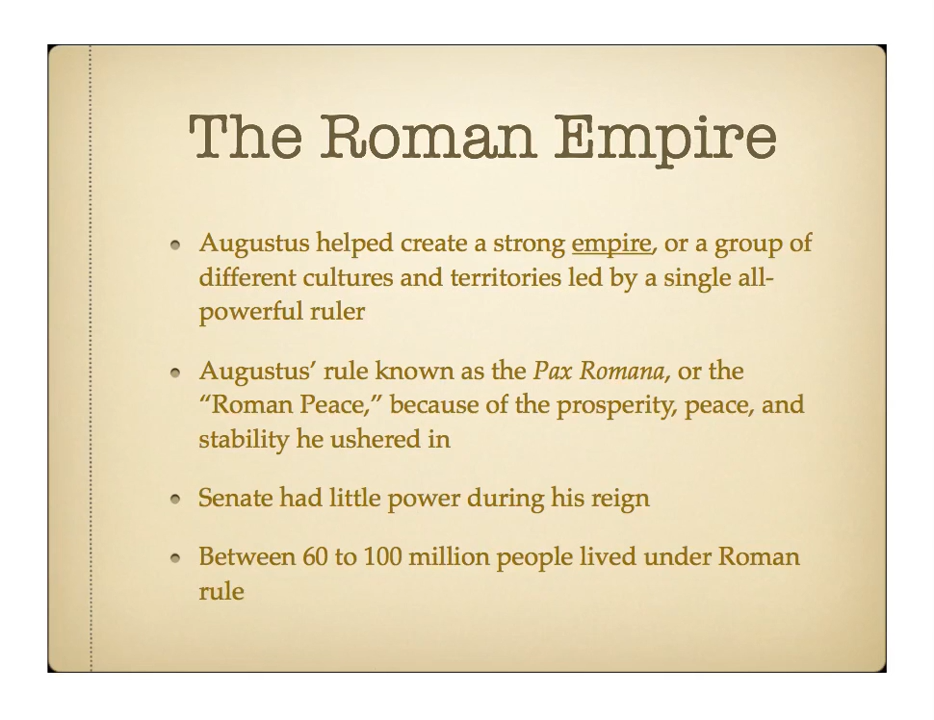 The Roman Empire
Augustus helped create a strong empire, or a group of
different cultures and territories led by a single all-
powerful ruler
Augustus’ rule known as the Pax Romana, or the
“Roman Peace,” because of the prosperity, peace, and
stability he ushered in
Senate had little power during his reign
Between 60 to 100 million people lived under Roman
rule